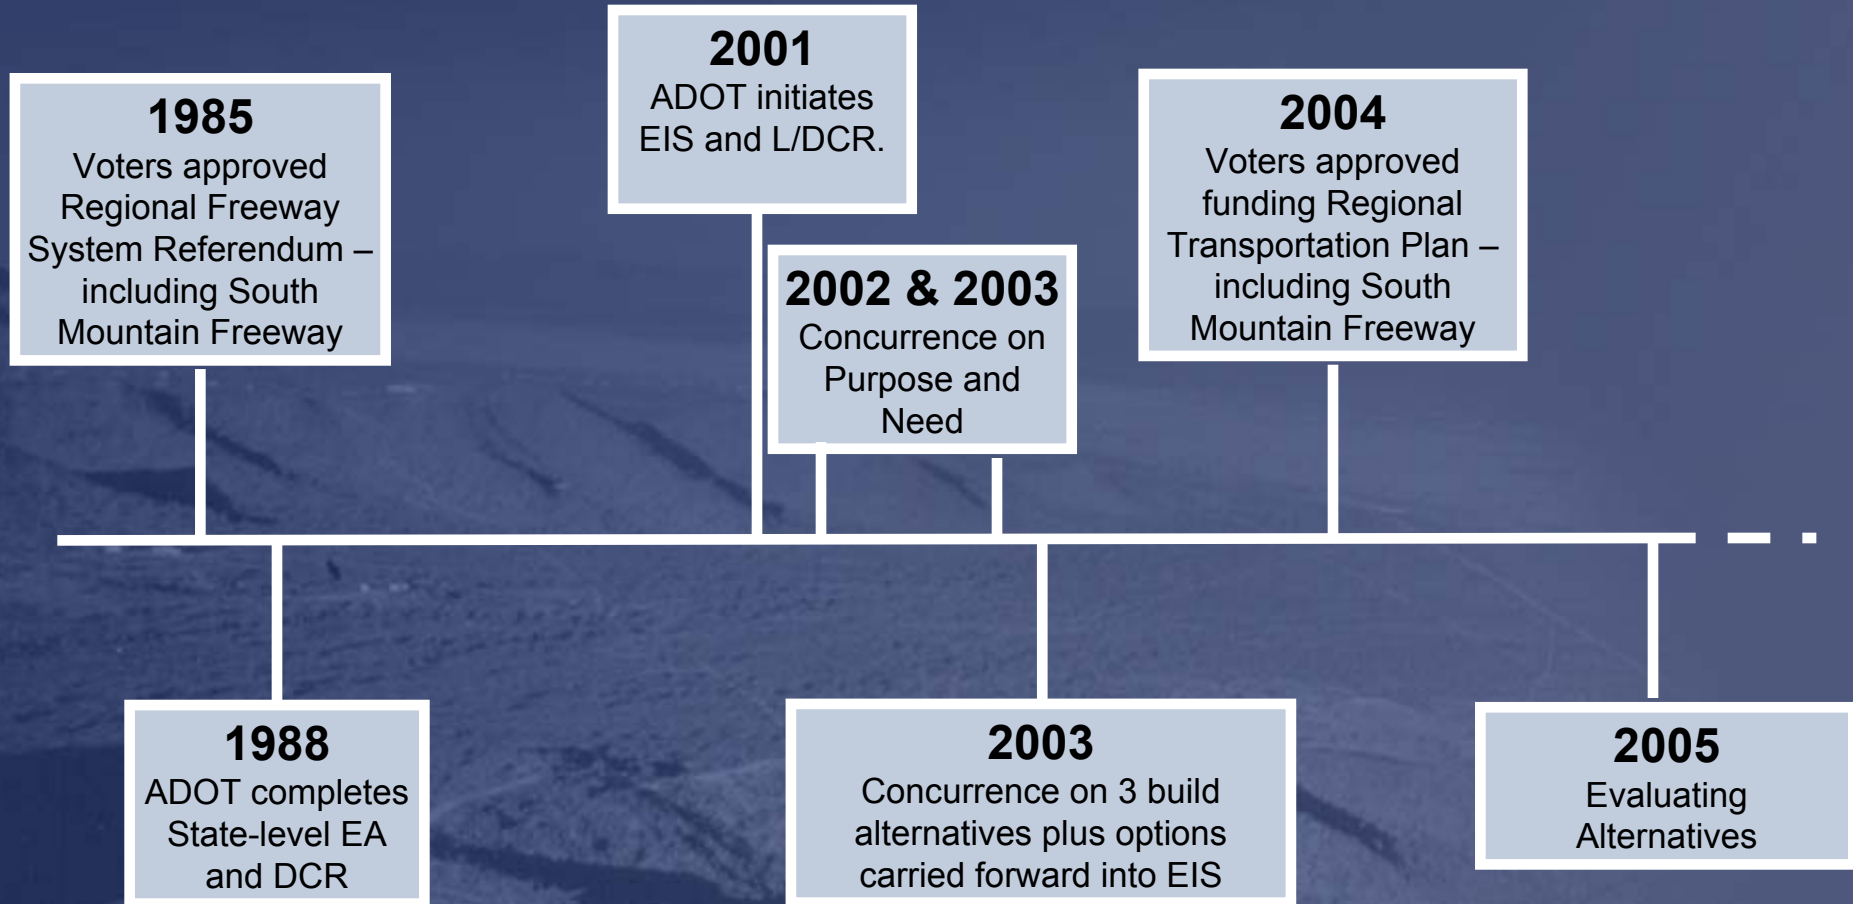 1985
Voters approved
Regional Freeway
System Referendum –
including South
Mountain Freeway
2001
ADOT initiates
EIS and L/DCR.
2002 & 2003
Concurrence on
Purpose and
Need
2004
Voters approved
funding Regional
Transportation Plan –
including South
Mountain Freeway
1988
ADOT completes
State-level EA
and DCR
2003
Concurrence on 3 build
alternatives plus options
carried forward into EIS
2005
Evaluating
Alternatives